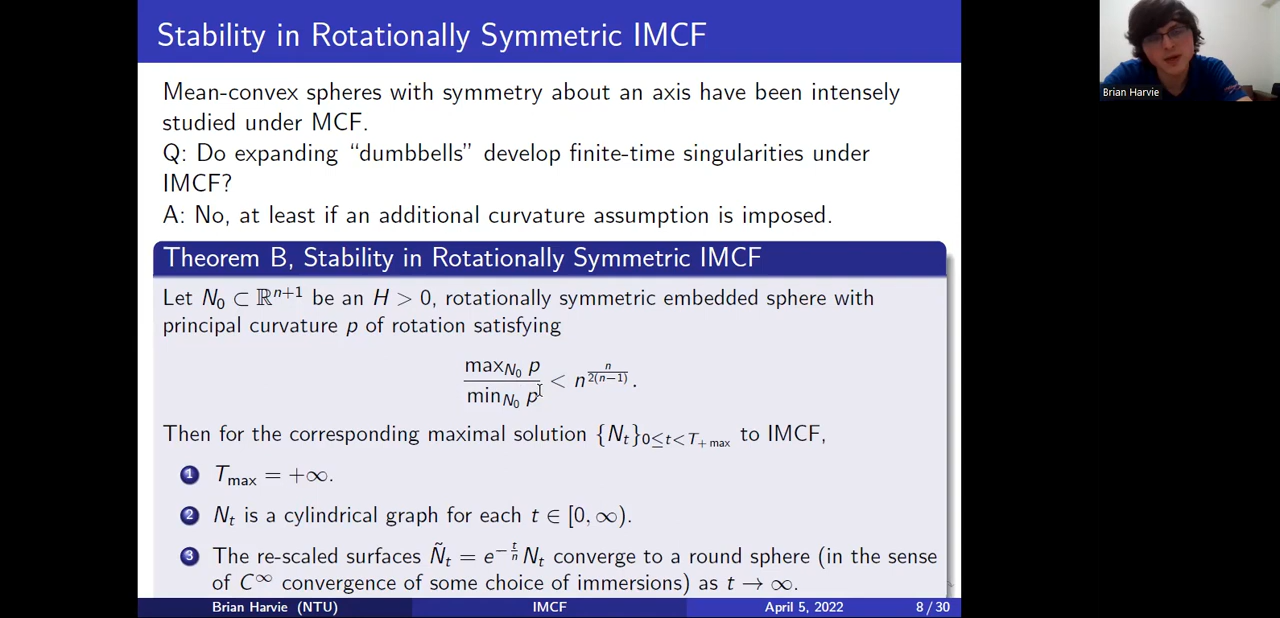 Stability in Rotationally Symmetric IMCF
Mean-convex spheres with symmetry about an axis have been intensely
studied under MCF.
Q: Do expanding “dumbbells” develop finite-time singularities under
IMCF?
A: No, at least if an additional curvature assumption is imposed.
Theorem B, Stability in Rotationally Symmetric IMCF
Let N₀ ⊂ ℝⁿ⁺¹ be an H > 0, rotationally symmetric embedded sphere with
principal curvature p of rotation satisfying
max_{N₀} p / min_{N₀} p < n^{n/(2(n−1))}.
Then for the corresponding maximal solution {N_t}_{0≤t<T_{+max}} to IMCF,
1 T_max = +∞.
2 N_t is a cylindrical graph for each t ∈ [0, ∞).
3 The re-scaled surfaces Ñ_t = e^{−t/n} N_t converge to a round sphere (in the sense
of C^∞ convergence of some choice of immersions) as t → ∞.
Brian Harvie (NTU) IMCF April 5, 2022 8 / 30
Brian Harvie